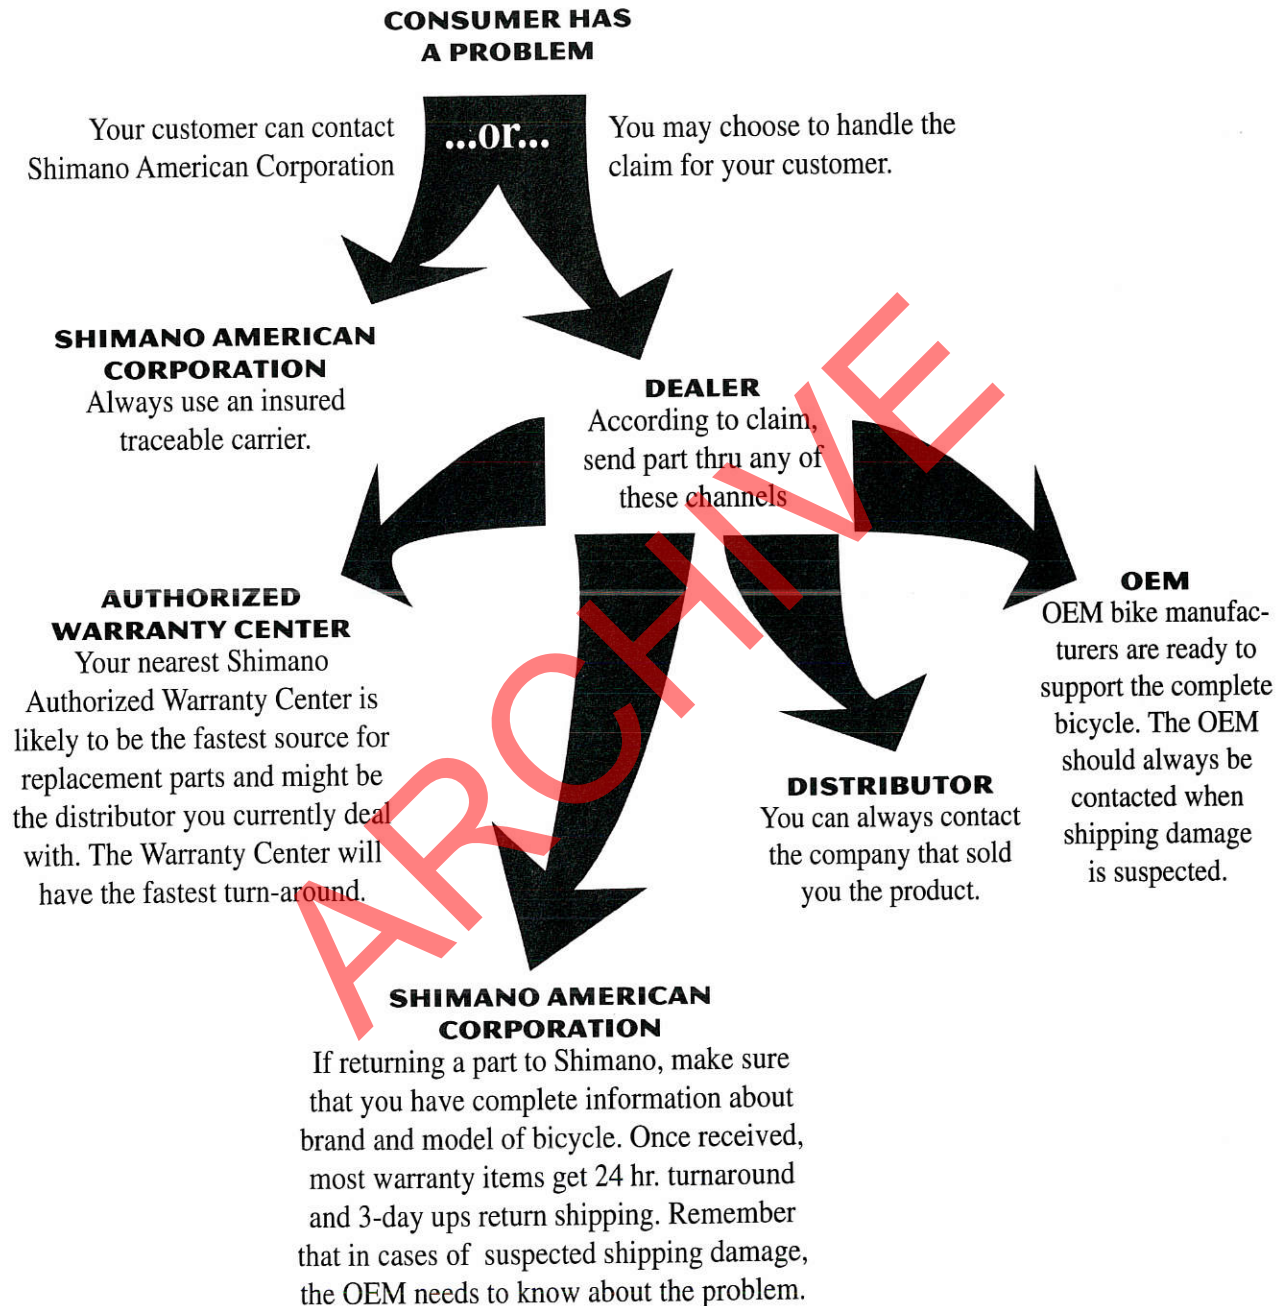 CONSUMER HAS
A PROBLEM
Your customer can contact
Shimano American Corporation
...or...
You may choose to handle the
claim for your customer.
SHIMANO AMERICAN
CORPORATION
Always use an insured
traceable carrier.
DEALER
According to claim,
send part thru any of
these channels
AUTHORIZED
WARRANTY CENTER
Your nearest Shimano
Authorized Warranty Center is
likely to be the fastest source for
replacement parts and might be
the distributor you currently deal
with. The Warranty Center will
have the fastest turn-around.
DISTRIBUTOR
You can always contact
the company that sold
you the product.
OEM
OEM bike manufac-
turers are ready to
support the complete
bicycle. The OEM
should always be
contacted when
shipping damage
is suspected.
SHIMANO AMERICAN
CORPORATION
If returning a part to Shimano, make sure
that you have complete information about
brand and model of bicycle. Once received,
most warranty items get 24 hr. turnaround
and 3-day ups return shipping. Remember
that in cases of suspected shipping damage,
the OEM needs to know about the problem.
ARCHIVE